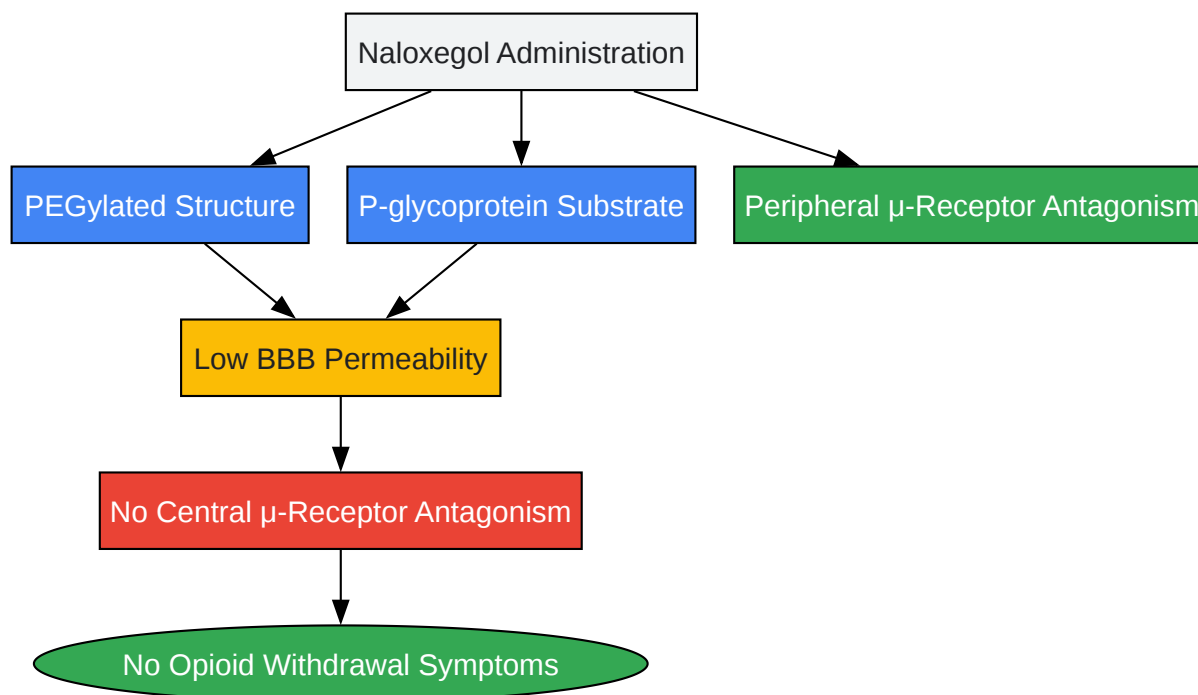 Naloxegol Administration
PEGylated Structure
P-glycoprotein Substrate
Peripheral μ-Receptor Antagonism
Low BBB Permeability
No Central μ-Receptor Antagonism
No Opioid Withdrawal Symptoms